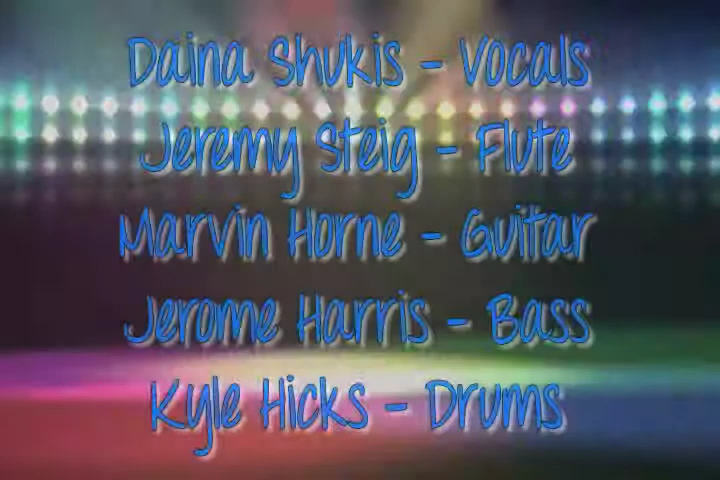 Daina Shukis - Vocals
Jeremy Steig - Flute
Marvin Horne - Guitar
Jerome Harris - Bass
Kyle Hicks - Drums